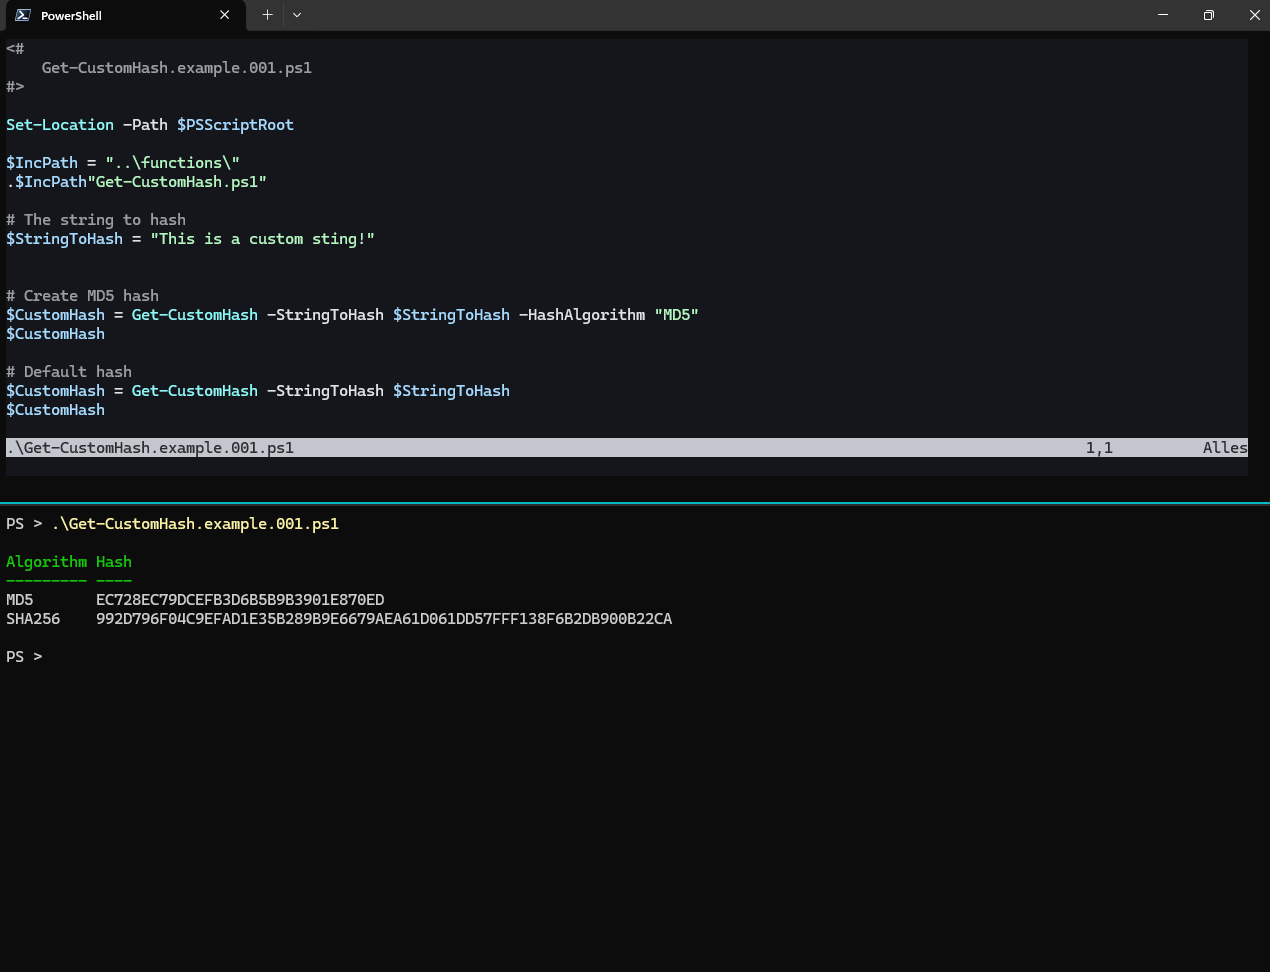 PowerShell
<#
    Get-CustomHash.example.001.ps1
#>
Set-Location -Path $PSScriptRoot
$IncPath = "..\functions\"
.$IncPath"Get-CustomHash.ps1"
# The string to hash
$StringToHash = "This is a custom sting!"
# Create MD5 hash
$CustomHash = Get-CustomHash -StringToHash $StringToHash -HashAlgorithm "MD5"
$CustomHash
# Default hash
$CustomHash = Get-CustomHash -StringToHash $StringToHash
$CustomHash
.\Get-CustomHash.example.001.ps1 1,1 Alles
PS > .\Get-CustomHash.example.001.ps1
Algorithm Hash
--------- ----
MD5       EC728EC79DCEFB3D6B5B9B3901E870ED
SHA256    992D796F04C9EFAD1E35B289B9E6679AEA61D061DD57FFF138F6B2DB900B22CA
PS >